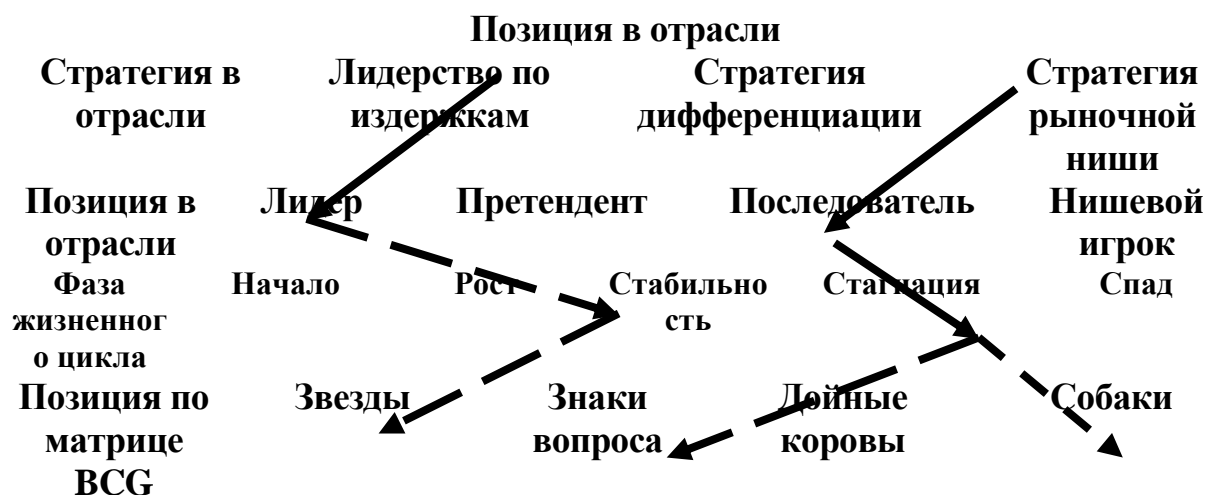 Позиция в отрасли
Стратегия в Лидерство по Стратегия Стратегия
отрасли издержкам дифференциации рыночной
ниши
Позиция в Лидер Претендент Последователь Нишевой
отрасли игрок
Фаза Начало Рост Стабильно Стагнация Спад
жизненног сть
о цикла
Позиция по Звезды Знаки Дойные Собаки
матрице вопроса коровы
BCG